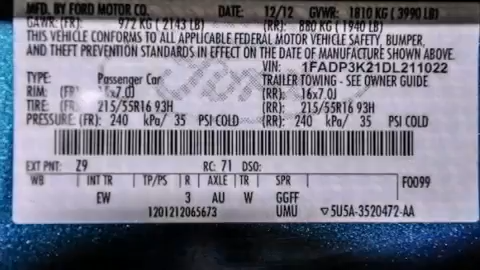 MFD. BY FORD MOTOR CO. DATE: 12/12 GVWR: 1810 KG (3990 LB)
GAWR: (FR): 972 KG (2143 LB) (RR): 880 KG (1940 LB)
THIS VEHICLE CONFORMS TO ALL APPLICABLE FEDERAL MOTOR VEHICLE SAFETY, BUMPER,
AND THEFT PREVENTION STANDARDS IN EFFECT ON THE DATE OF MANUFACTURE SHOWN ABOVE.
VIN: 1FADP3K21DL211022
TYPE: Passenger Car TRAILER TOWING - SEE OWNER GUIDE
RIM: (FR): 16x7.0J (RR): 16x7.0J
TIRE: (FR): 215/55R16 93H (RR): 215/55R16 93H
PRESSURE: (FR): 240 kPa/ 35 PSI COLD (RR): 240 kPa/ 35 PSI COLD
EXT PNT: Z9 RC: 71 DSO:
WB INT TR TP/PS R AXLE TR SPR F0099
EW 3 AU W GGFF
1201212065673 UMU ▽5U5A-3520472-AA